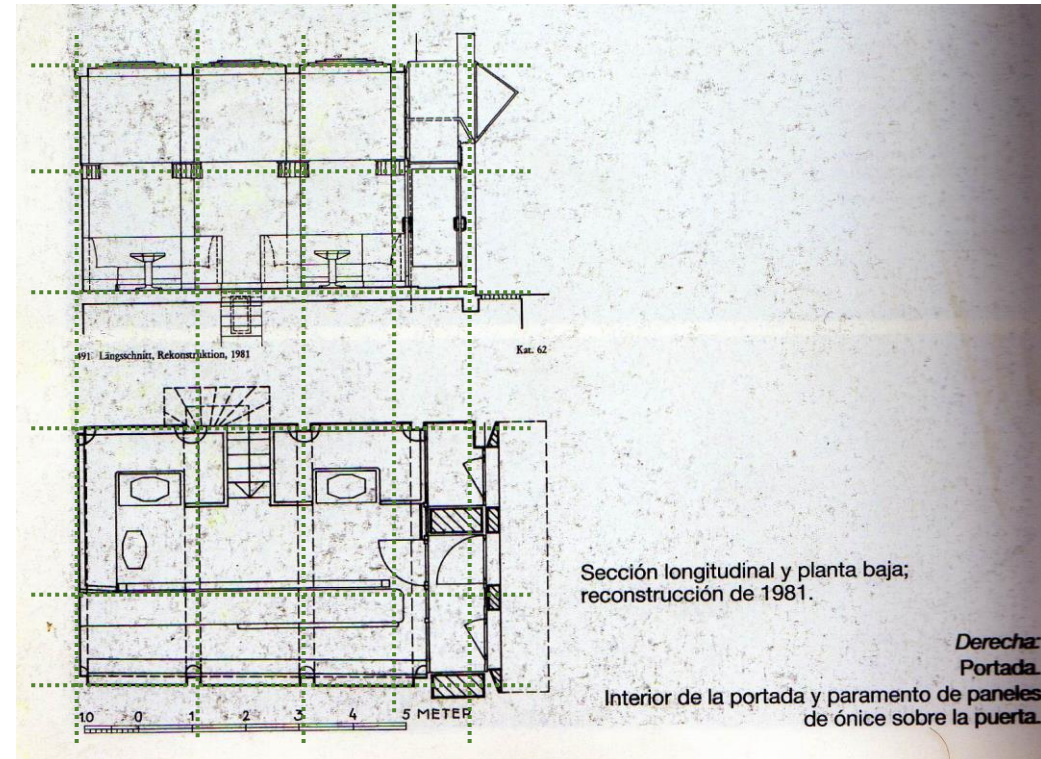 491 Längsschnitt, Rekonstruktion, 1981
Kat. 62
10 0 1 2 3 4 5 METER
Sección longitudinal y planta baja;
reconstrucción de 1981.
Derecha:
Portada.
Interior de la portada y paramento de paneles
de ónice sobre la puerta.